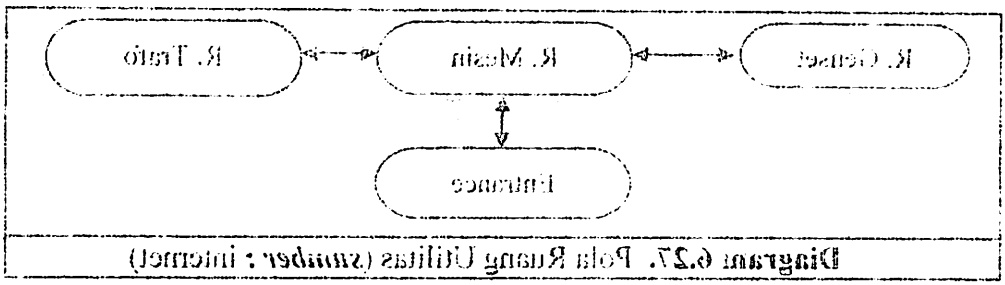 R. Genset
R. Mesin
R. Trafo
Entrance
Diagram 6.27. Pola Ruang Utilitas (sumber : internet)